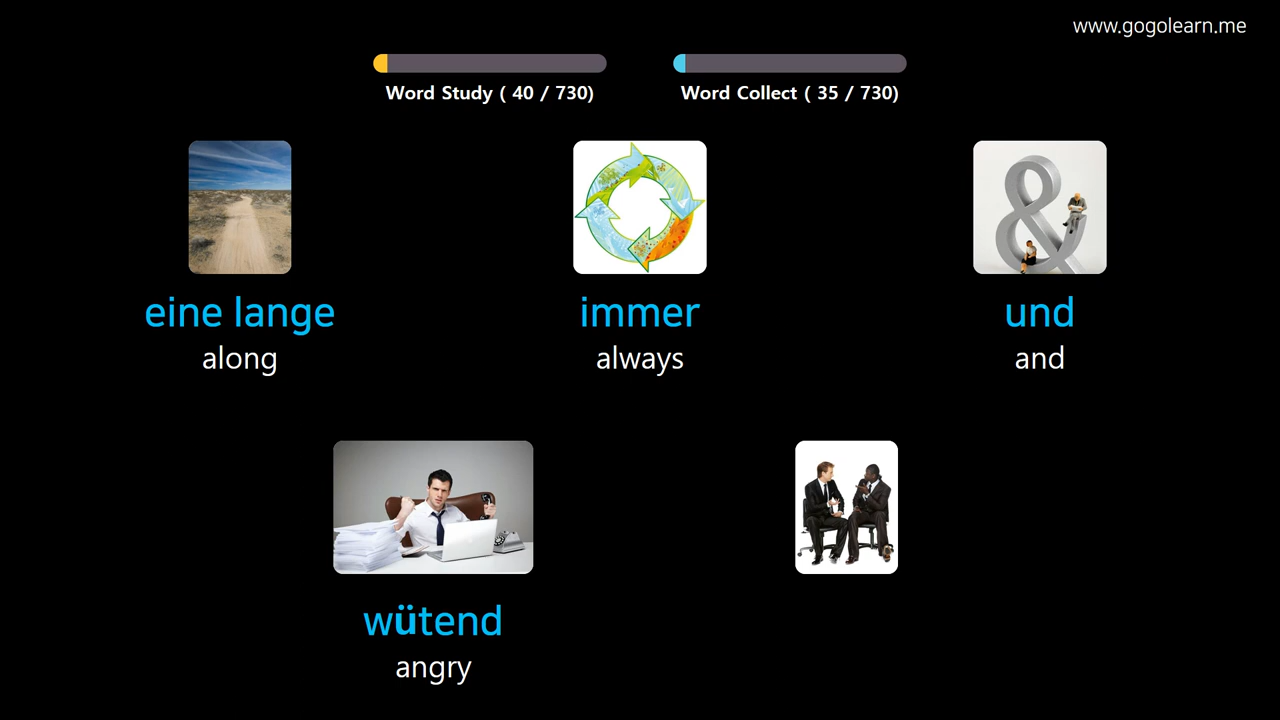 www.gogolearn.me
Word Study ( 40 / 730)
Word Collect ( 35 / 730)
eine lange
along
immer
always
und
and
wütend
angry